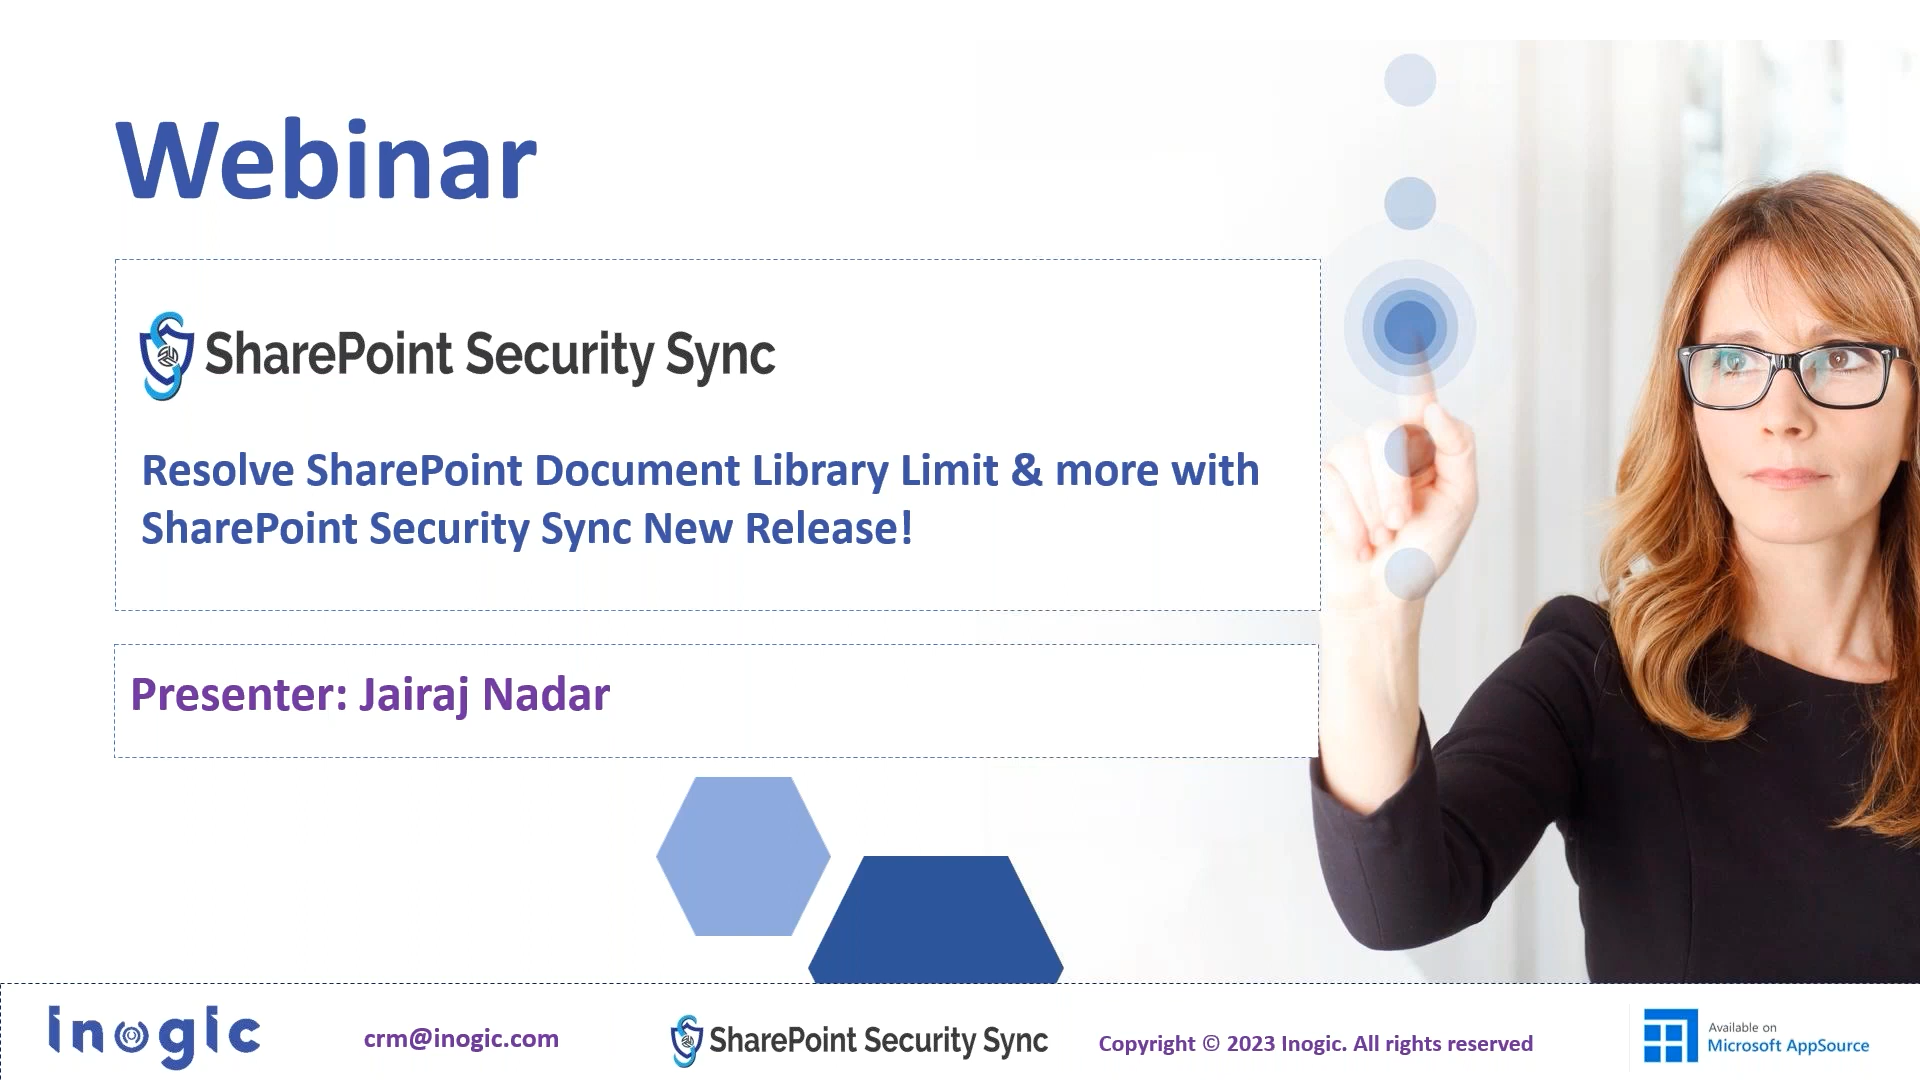 Webinar
SharePoint Security Sync
Resolve SharePoint Document Library Limit & more with
SharePoint Security Sync New Release!
Presenter: Jairaj Nadar
inogic
crm@inogic.com
SharePoint Security Sync
Copyright © 2023 Inogic. All rights reserved
Available on
Microsoft AppSource